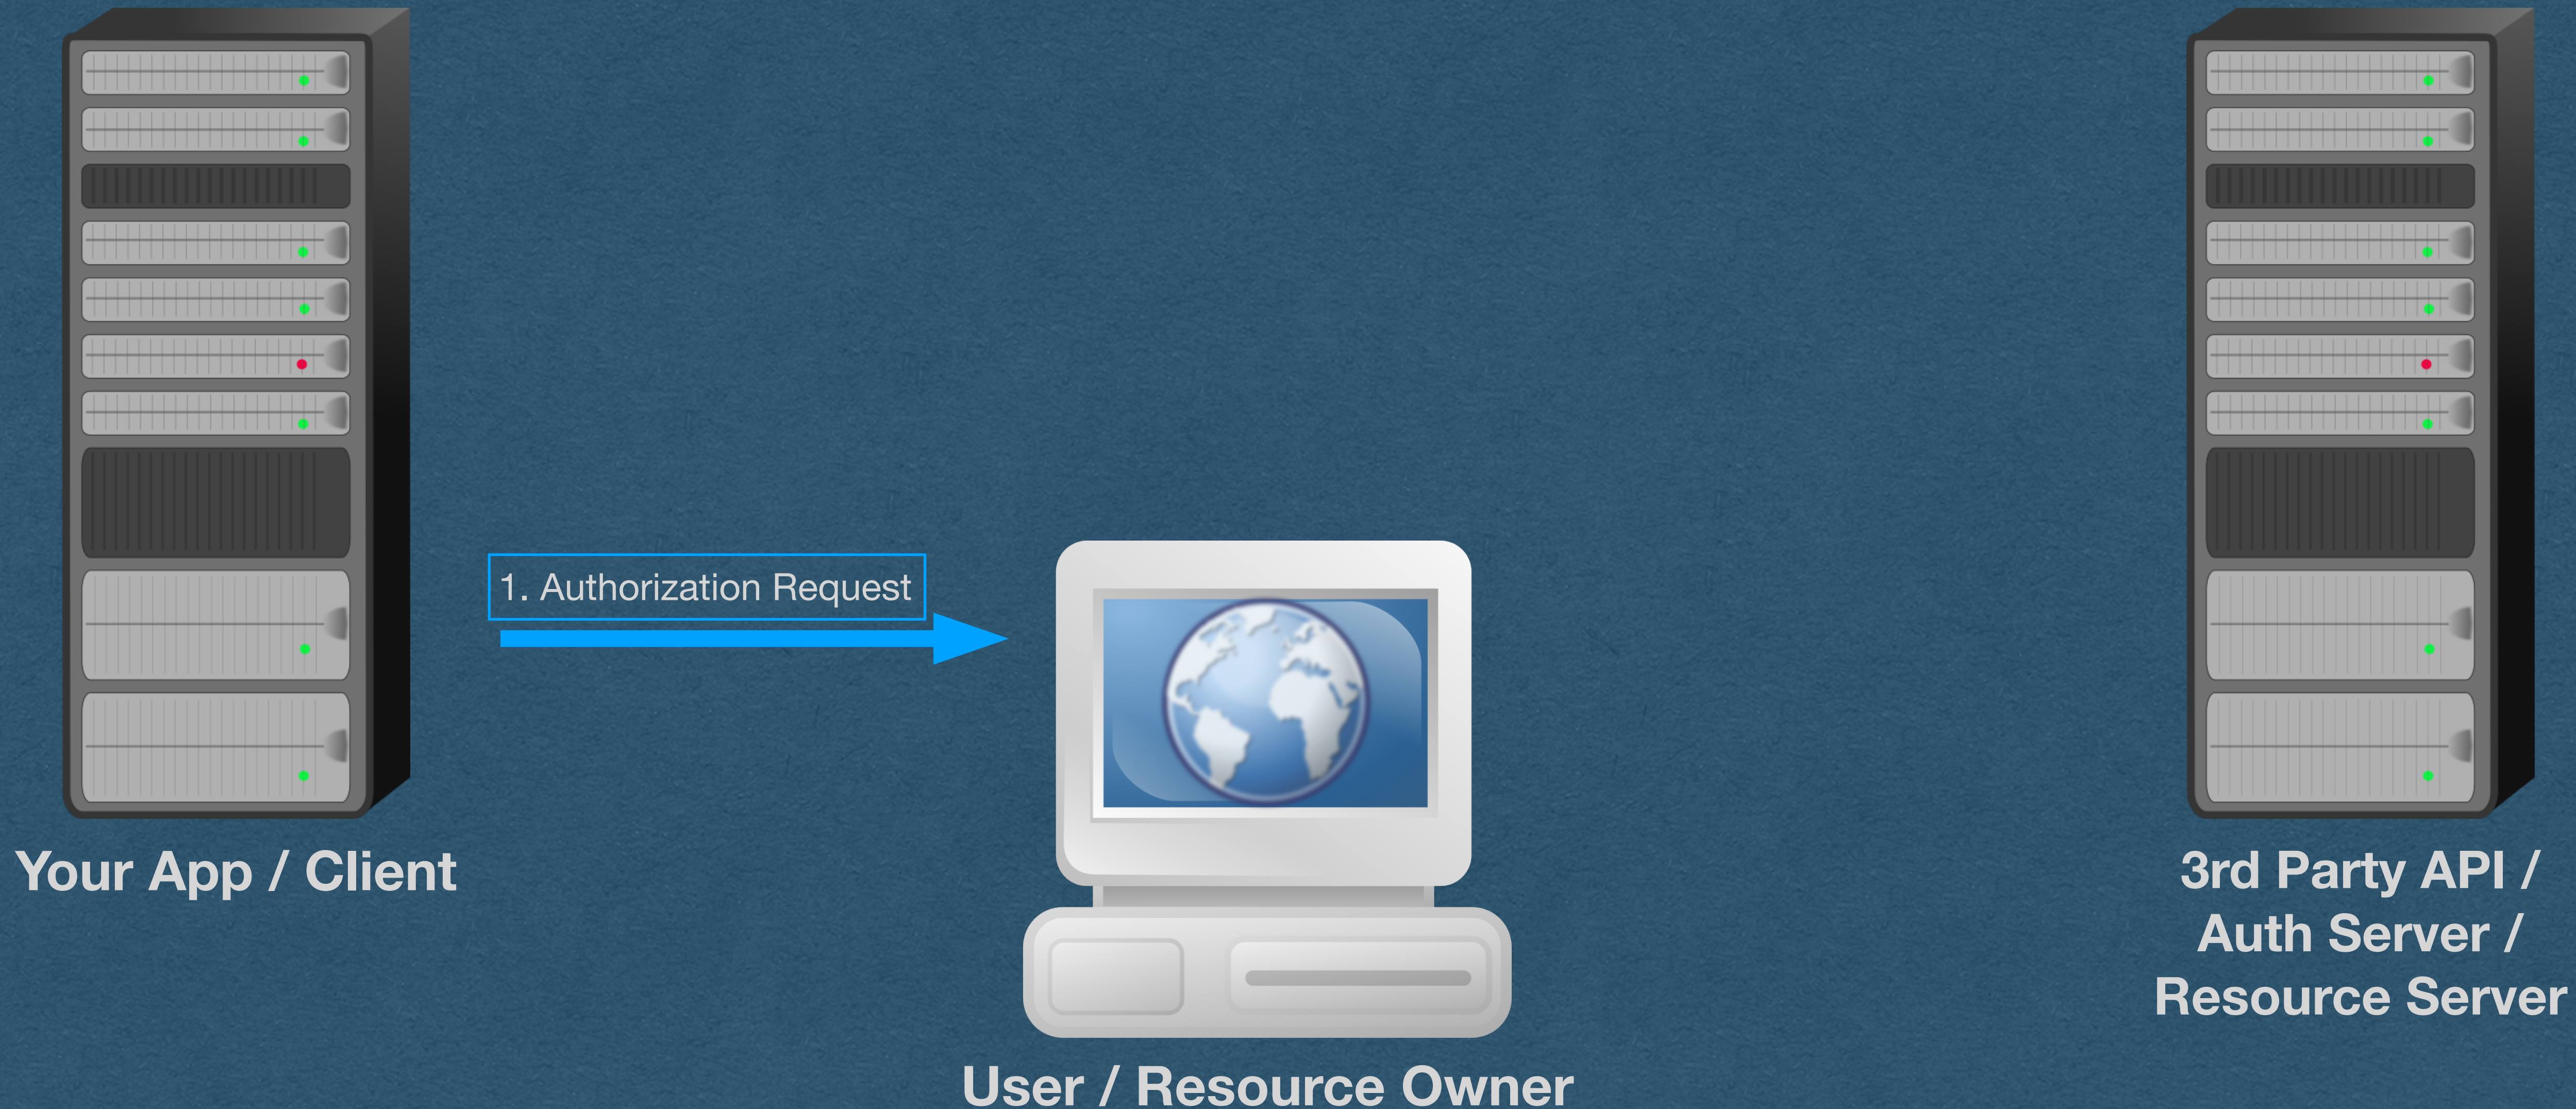 1. Authorization Request
Your App / Client
3rd Party API /
Auth Server /
Resource Server
User / Resource Owner